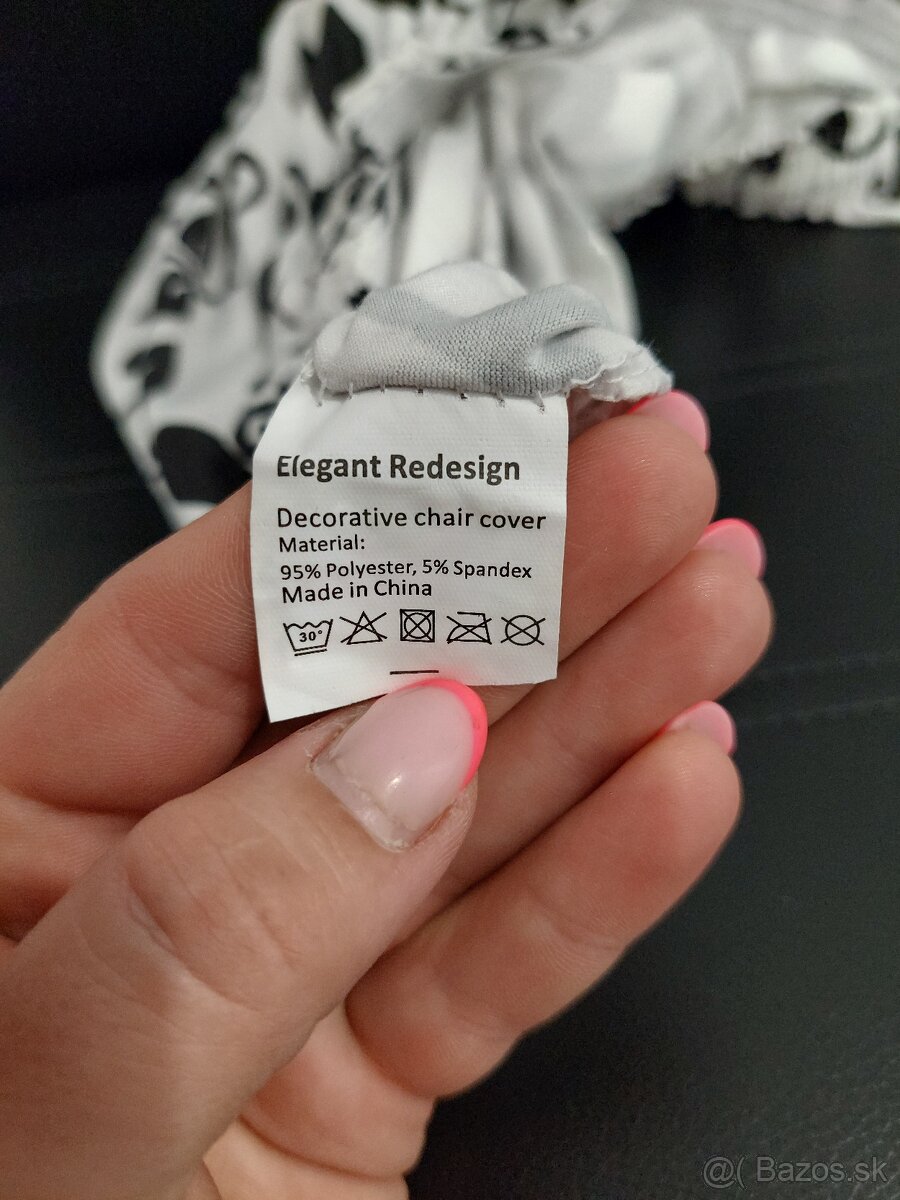 Elegant Redesign
Decorative chair cover
Material:
95% Polyester, 5% Spandex
Made in China
30°
@( Bazos.sk